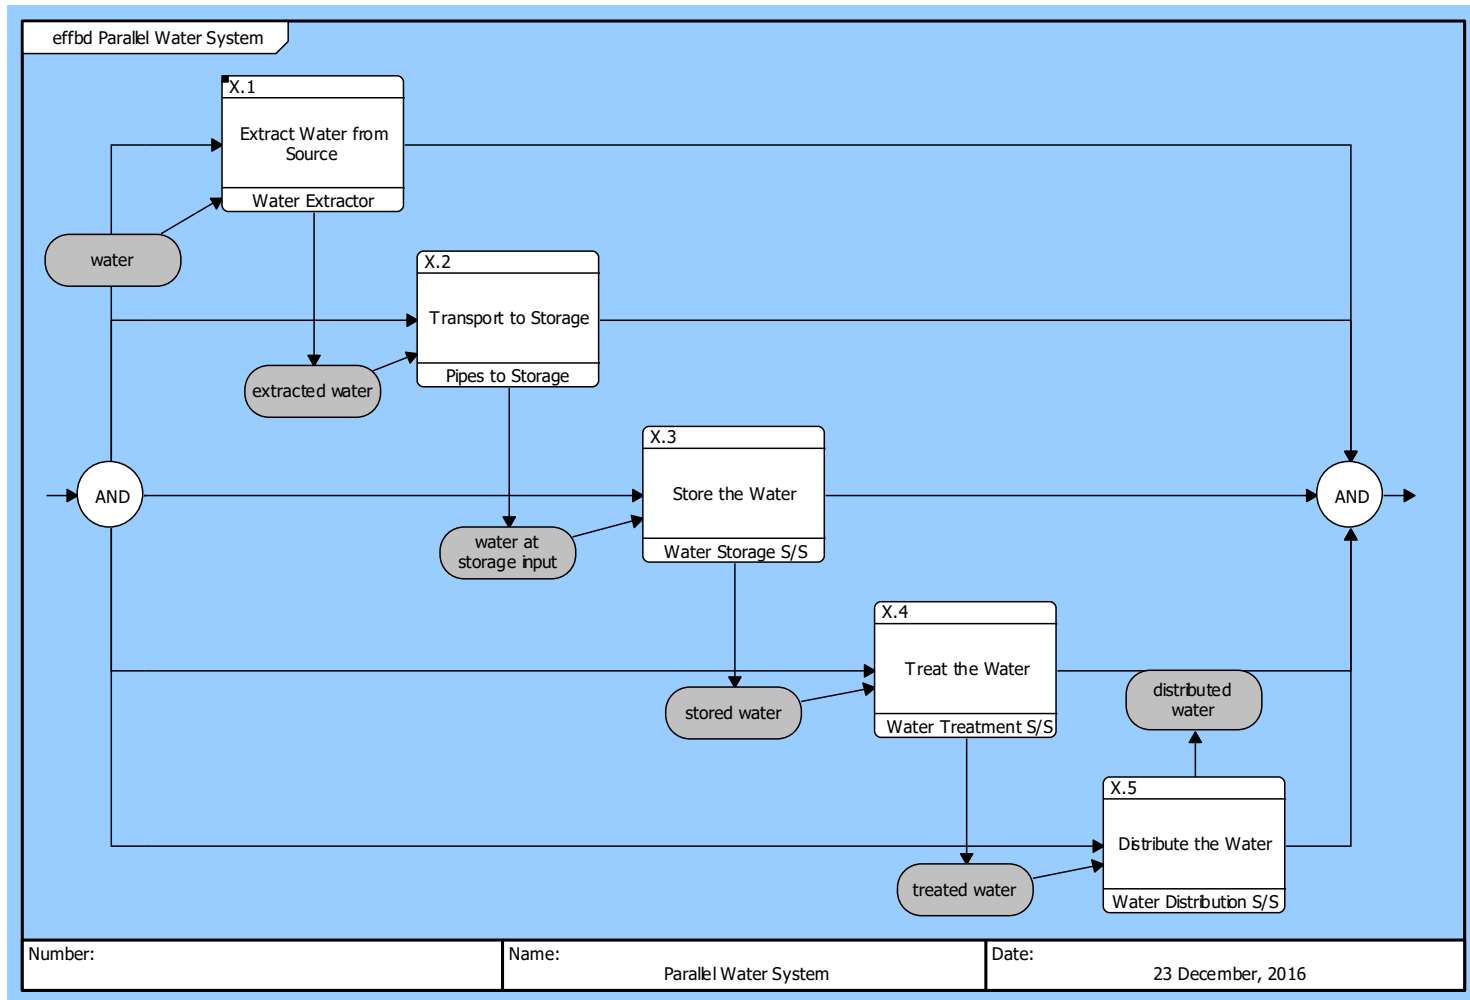 effbd Parallel Water System
X.1
Extract Water from
Source
Water Extractor
water
X.2
Transport to Storage
Pipes to Storage
extracted water
X.3
Store the Water
Water Storage S/S
AND
AND
water at
storage input
X.4
Treat the Water
Water Treatment S/S
stored water
distributed
water
X.5
Distribute the Water
Water Distribution S/S
treated water
Number:
Name:
Parallel Water System
Date:
23 December, 2016